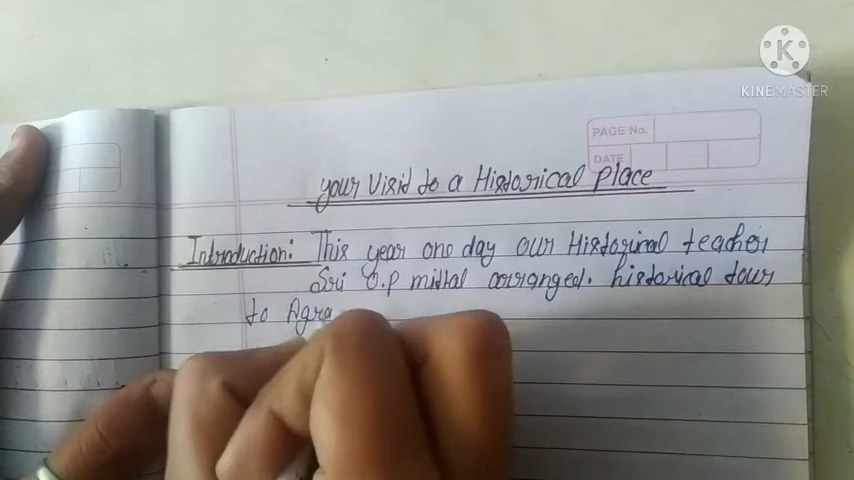 KINEMASTER
PAGE No.
DATE
your Visit to a Historical Place
Introduction: This year one day our Historical teacher
Sri O.P mittal arranged. historical tour
to Agra